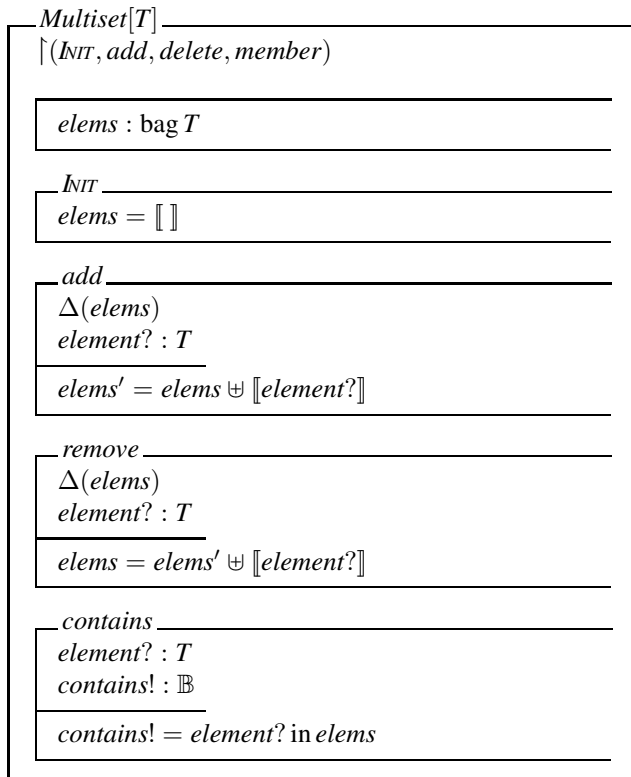 Multiset[T]
↾(INIT, add, delete, member)
elems : bag T
INIT
elems = ⟦ ⟧
add
Δ(elems)
element? : T
elems′ = elems ⊎ ⟦element?⟧
remove
Δ(elems)
element? : T
elems = elems′ ⊎ ⟦element?⟧
contains
element? : T
contains! : 𝔹
contains! = element? in elems